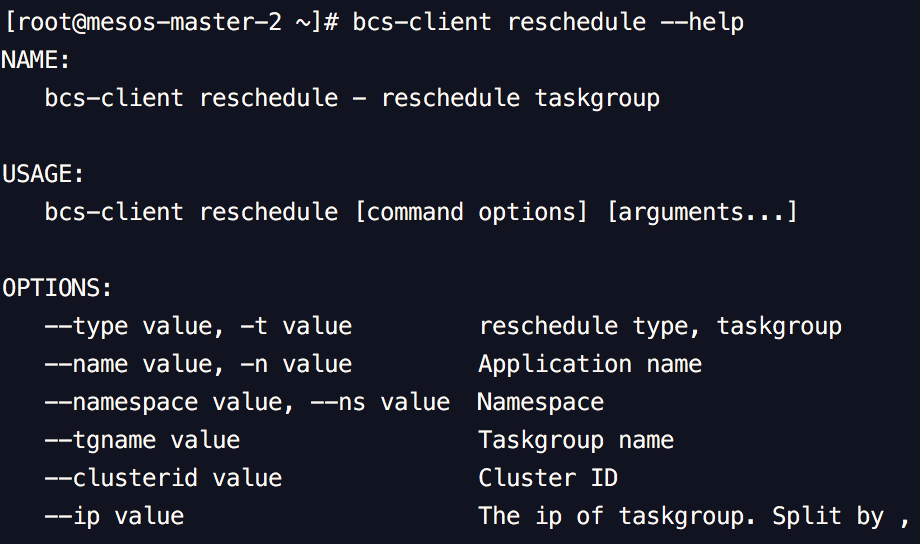 [root@mesos-master-2 ~]# bcs-client reschedule --help
NAME:
   bcs-client reschedule - reschedule taskgroup

USAGE:
   bcs-client reschedule [command options] [arguments...]

OPTIONS:
   --type value, -t value         reschedule type, taskgroup
   --name value, -n value         Application name
   --namespace value, --ns value  Namespace
   --tgname value                 Taskgroup name
   --clusterid value              Cluster ID
   --ip value                     The ip of taskgroup. Split by ,